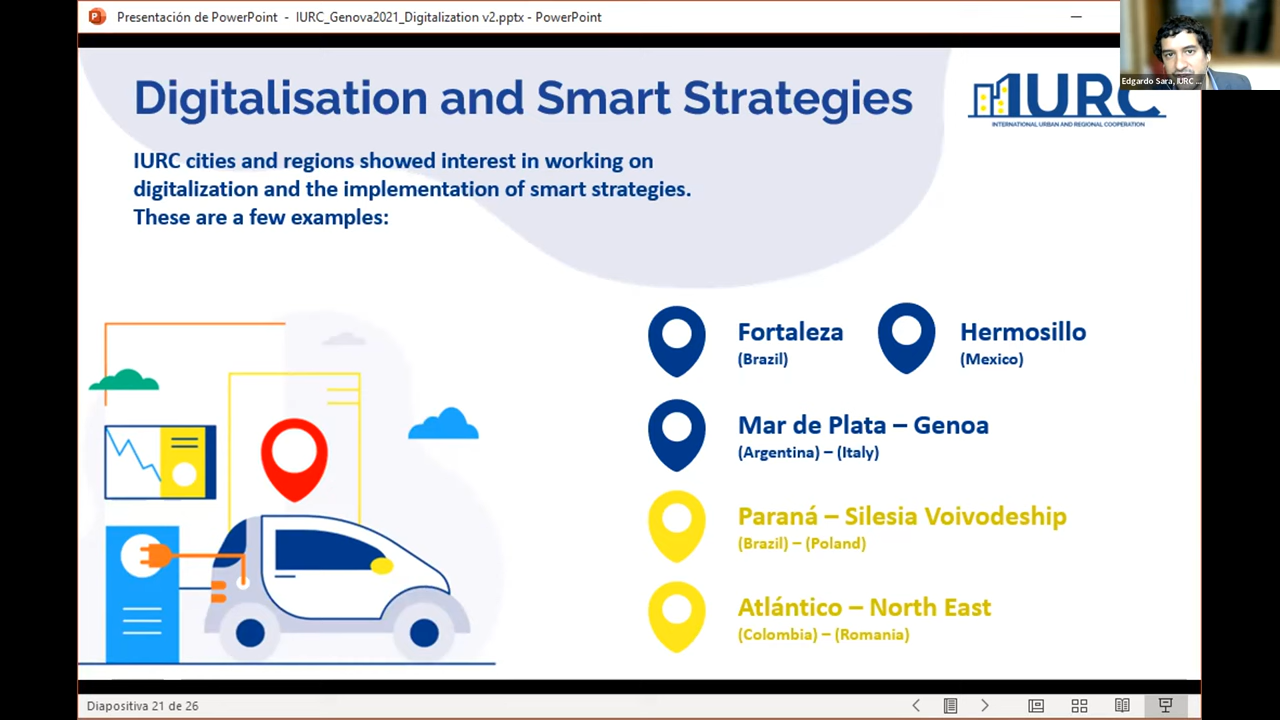 Presentación de PowerPoint - IURC_Genova2021_Digitalization v2.pptx - PowerPoint
Edgardo Sara, IURC ...
Digitalisation and Smart Strategies
IURC
INTERNATIONAL URBAN AND REGIONAL COOPERATION
IURC cities and regions showed interest in working on
digitalization and the implementation of smart strategies.
These are a few examples:
Fortaleza
(Brazil)
Hermosillo
(Mexico)
Mar de Plata – Genoa
(Argentina) – (Italy)
Paraná – Silesia Voivodeship
(Brazil) – (Poland)
Atlántico – North East
(Colombia) – (Romania)
Diapositiva 21 de 26